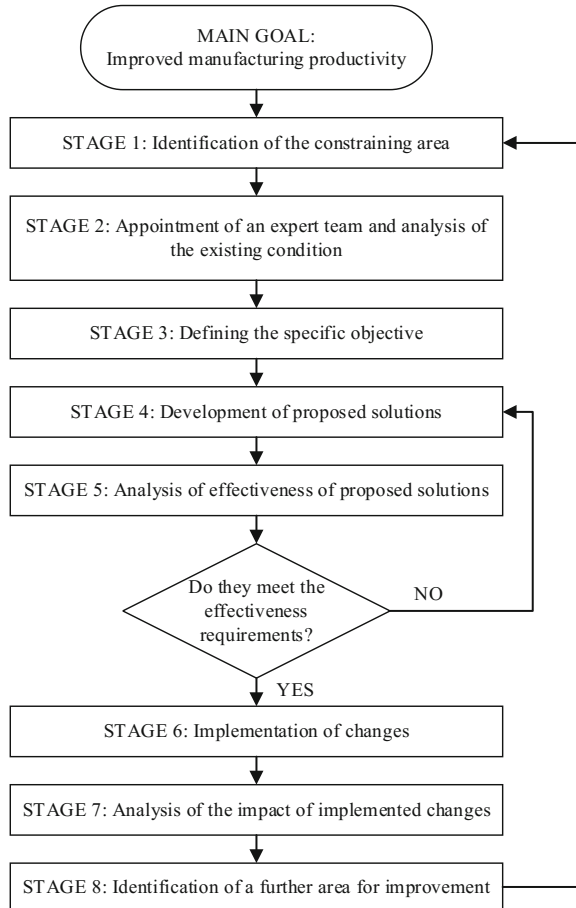 MAIN GOAL:
Improved manufacturing productivity
STAGE 1: Identification of the constraining area
STAGE 2: Appointment of an expert team and analysis of
the existing condition
STAGE 3: Defining the specific objective
STAGE 4: Development of proposed solutions
STAGE 5: Analysis of effectiveness of proposed solutions
Do they meet the
effectiveness
requirements?
NO
YES
STAGE 6: Implementation of changes
STAGE 7: Analysis of the impact of implemented changes
STAGE 8: Identification of a further area for improvement